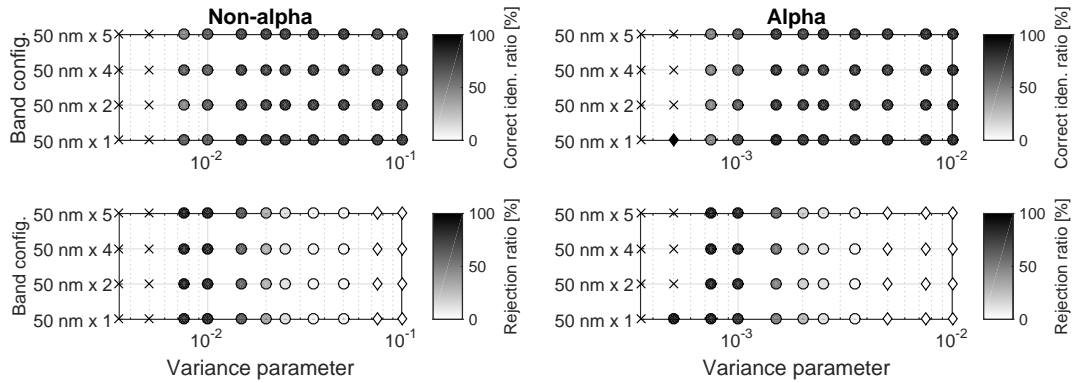 Non-alpha
Alpha
Band config.
50 nm x 5
50 nm x 4
50 nm x 2
50 nm x 1
10^-2
10^-1
100
50
0
Correct iden. ratio [%]
50 nm x 5
50 nm x 4
50 nm x 2
50 nm x 1
10^-3
10^-2
100
50
0
Correct iden. ratio [%]
Band config.
50 nm x 5
50 nm x 4
50 nm x 2
50 nm x 1
10^-2
10^-1
Variance parameter
100
50
0
Rejection ratio [%]
50 nm x 5
50 nm x 4
50 nm x 2
50 nm x 1
10^-3
10^-2
Variance parameter
100
50
0
Rejection ratio [%]